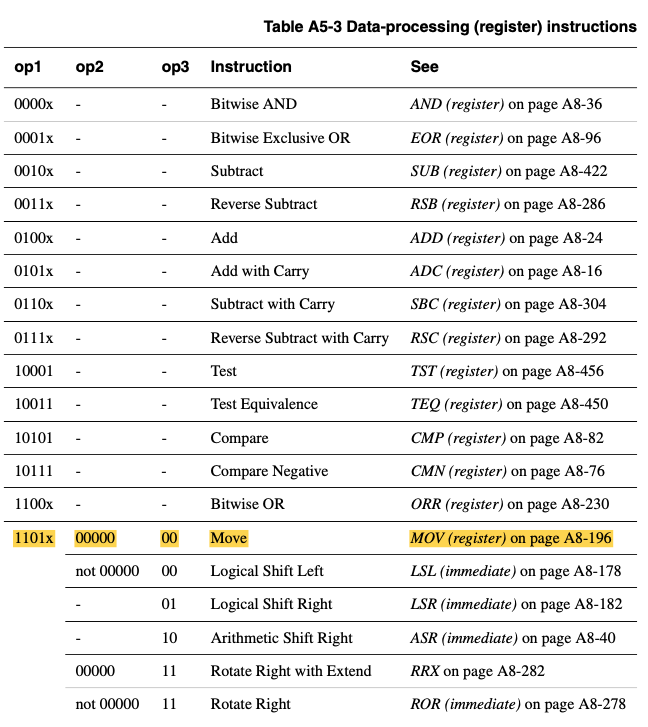 Table A5-3 Data-processing (register) instructions
op1 op2 op3 Instruction See
0000x - - Bitwise AND AND (register) on page A8-36
0001x - - Bitwise Exclusive OR EOR (register) on page A8-96
0010x - - Subtract SUB (register) on page A8-422
0011x - - Reverse Subtract RSB (register) on page A8-286
0100x - - Add ADD (register) on page A8-24
0101x - - Add with Carry ADC (register) on page A8-16
0110x - - Subtract with Carry SBC (register) on page A8-304
0111x - - Reverse Subtract with Carry RSC (register) on page A8-292
10001 - - Test TST (register) on page A8-456
10011 - - Test Equivalence TEQ (register) on page A8-450
10101 - - Compare CMP (register) on page A8-82
10111 - - Compare Negative CMN (register) on page A8-76
1100x - - Bitwise OR ORR (register) on page A8-230
1101x 00000 00 Move MOV (register) on page A8-196
not 00000 00 Logical Shift Left LSL (immediate) on page A8-178
- 01 Logical Shift Right LSR (immediate) on page A8-182
- 10 Arithmetic Shift Right ASR (immediate) on page A8-40
00000 11 Rotate Right with Extend RRX on page A8-282
not 00000 11 Rotate Right ROR (immediate) on page A8-278